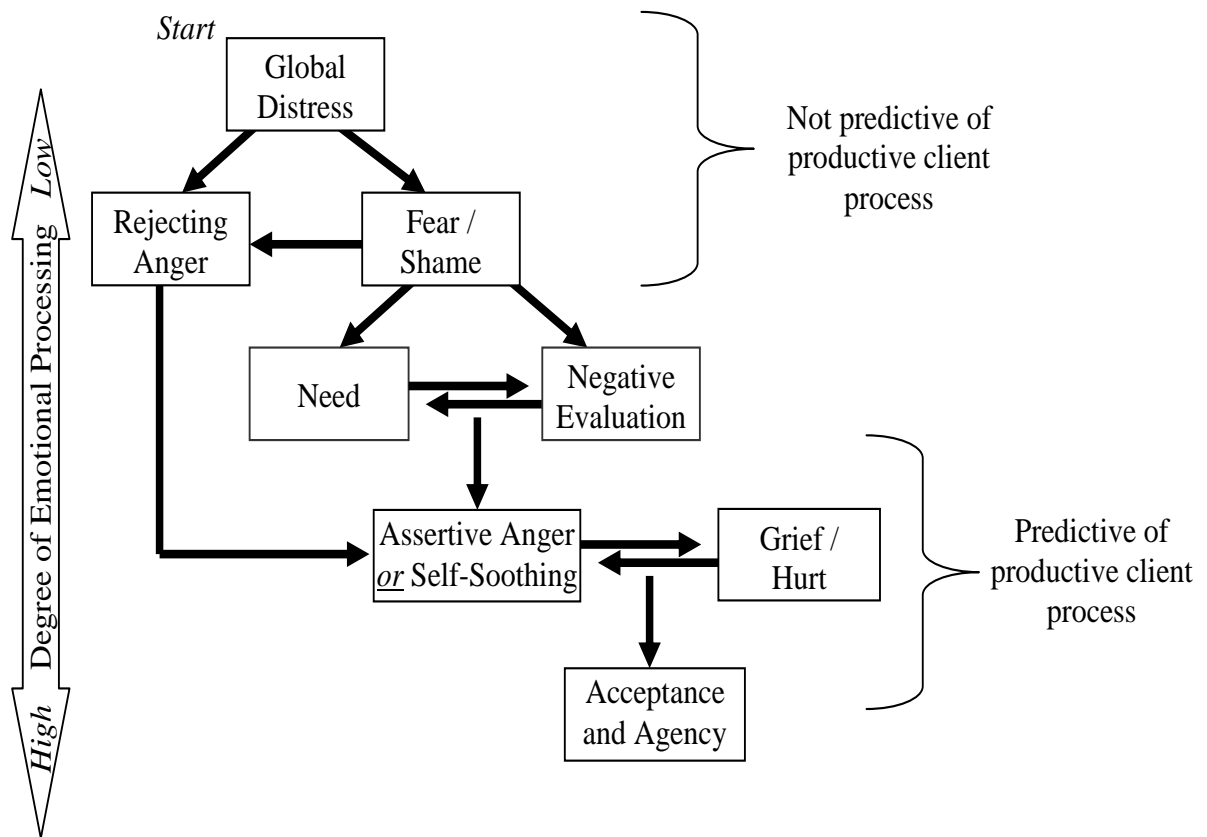 Start
Global
Distress
Not predictive of
productive client
process
Rejecting
Anger
Fear /
Shame
Need
Negative
Evaluation
Assertive Anger
or Self-Soothing
Grief /
Hurt
Predictive of
productive client
process
Acceptance
and Agency
High Degree of Emotional Processing Low